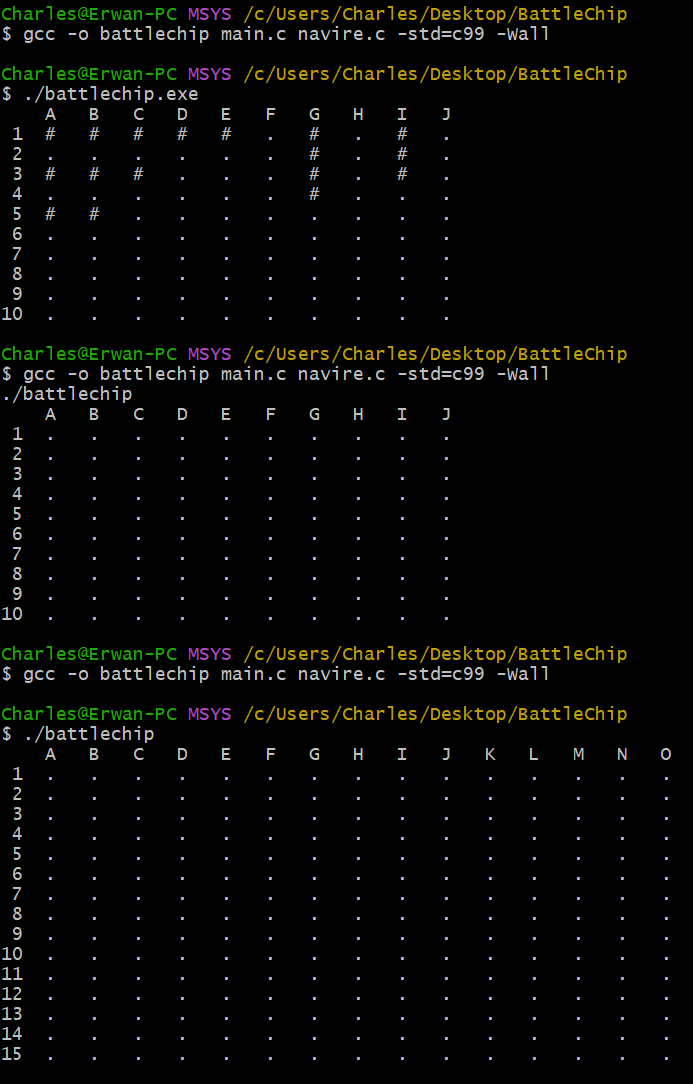 Charles@Erwan-PC MSYS /c/Users/Charles/Desktop/BattleChip
$ gcc -o battlechip main.c navire.c -std=c99 -Wall

Charles@Erwan-PC MSYS /c/Users/Charles/Desktop/BattleChip
$ ./battlechip.exe
    A   B   C   D   E   F   G   H   I   J
 1  #   #   #   #   #   .   #   .   #   .
 2  .   .   .   .   .   .   #   .   #   .
 3  #   #   #   .   .   .   #   .   #   .
 4  .   .   .   .   .   .   #   .   .   .
 5  #   #   .   .   .   .   .   .   .   .
 6  .   .   .   .   .   .   .   .   .   .
 7  .   .   .   .   .   .   .   .   .   .
 8  .   .   .   .   .   .   .   .   .   .
 9  .   .   .   .   .   .   .   .   .   .
10  .   .   .   .   .   .   .   .   .   .

Charles@Erwan-PC MSYS /c/Users/Charles/Desktop/BattleChip
$ gcc -o battlechip main.c navire.c -std=c99 -Wall
./battlechip
    A   B   C   D   E   F   G   H   I   J
 1  .   .   .   .   .   .   .   .   .   .
 2  .   .   .   .   .   .   .   .   .   .
 3  .   .   .   .   .   .   .   .   .   .
 4  .   .   .   .   .   .   .   .   .   .
 5  .   .   .   .   .   .   .   .   .   .
 6  .   .   .   .   .   .   .   .   .   .
 7  .   .   .   .   .   .   .   .   .   .
 8  .   .   .   .   .   .   .   .   .   .
 9  .   .   .   .   .   .   .   .   .   .
10  .   .   .   .   .   .   .   .   .   .

Charles@Erwan-PC MSYS /c/Users/Charles/Desktop/BattleChip
$ gcc -o battlechip main.c navire.c -std=c99 -Wall

Charles@Erwan-PC MSYS /c/Users/Charles/Desktop/BattleChip
$ ./battlechip
    A   B   C   D   E   F   G   H   I   J   K   L   M   N   O
 1  .   .   .   .   .   .   .   .   .   .   .   .   .   .   .
 2  .   .   .   .   .   .   .   .   .   .   .   .   .   .   .
 3  .   .   .   .   .   .   .   .   .   .   .   .   .   .   .
 4  .   .   .   .   .   .   .   .   .   .   .   .   .   .   .
 5  .   .   .   .   .   .   .   .   .   .   .   .   .   .   .
 6  .   .   .   .   .   .   .   .   .   .   .   .   .   .   .
 7  .   .   .   .   .   .   .   .   .   .   .   .   .   .   .
 8  .   .   .   .   .   .   .   .   .   .   .   .   .   .   .
 9  .   .   .   .   .   .   .   .   .   .   .   .   .   .   .
10  .   .   .   .   .   .   .   .   .   .   .   .   .   .   .
11  .   .   .   .   .   .   .   .   .   .   .   .   .   .   .
12  .   .   .   .   .   .   .   .   .   .   .   .   .   .   .
13  .   .   .   .   .   .   .   .   .   .   .   .   .   .   .
14  .   .   .   .   .   .   .   .   .   .   .   .   .   .   .
15  .   .   .   .   .   .   .   .   .   .   .   .   .   .   .